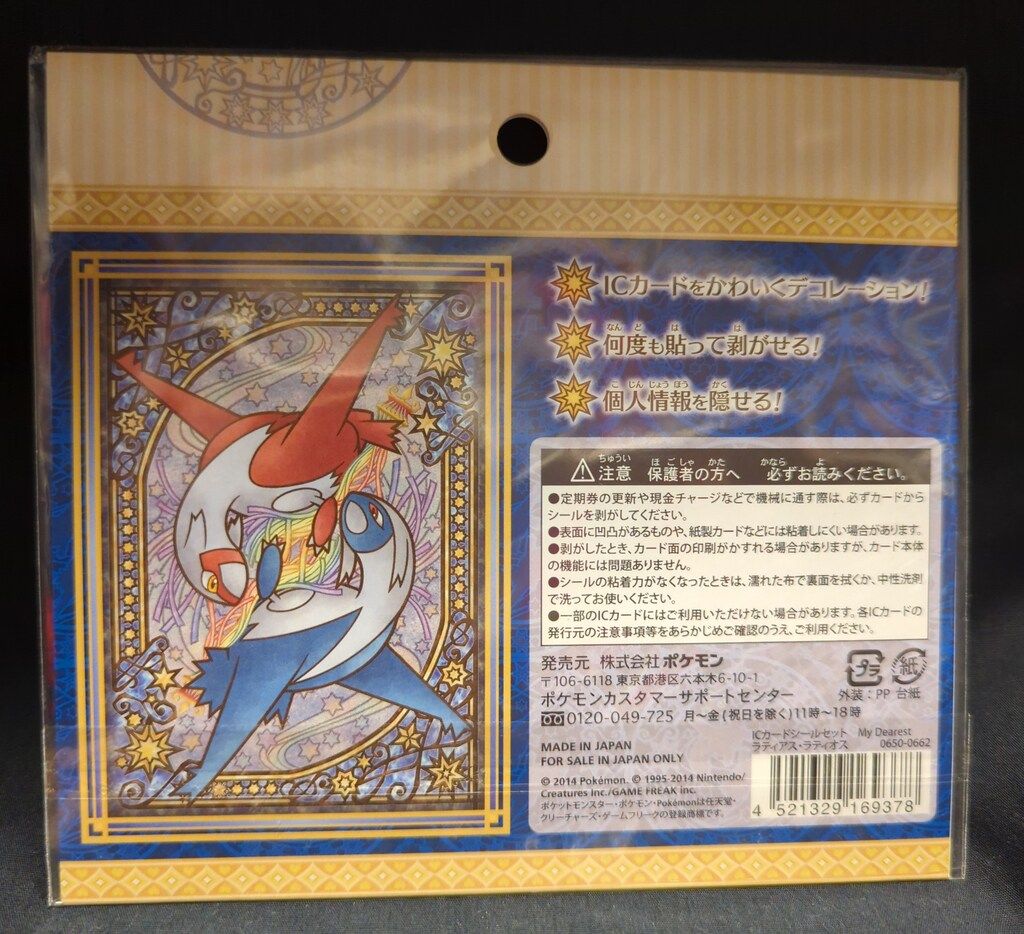 ICカードをかわいくデコレーション!
なんど は は
何度も貼って剥がせる!
こじんじょうほう かく
個人情報を隠せる!
ちゅうい ほごしゃ かた かなら よ
注意 保護者の方へ 必ずお読みください。
●定期券の更新や現金チャージなどで機械に通す際は、必ずカードから
シールを剥がしてください。
●表面に凹凸があるものや、紙製カードなどには粘着しにくい場合があります。
●剥がしたとき、カード面の印刷がかすれる場合がありますが、カード本体
の機能には問題ありません。
●シールの粘着力がなくなったときは、濡れた布で裏面を拭くか、中性洗剤
で洗ってお使いください。
●一部のICカードにはご利用いただけない場合があります。各ICカードの
発行元の注意事項等をあらかじめご確認のうえ、ご利用ください。
発売元 株式会社ポケモン
〒106-6118 東京都港区六本木6-10-1
ポケモンカスタマーサポートセンター
0120-049-725 月～金(祝日を除く)11時～18時
プラ 紙
外装:PP 台紙
MADE IN JAPAN
FOR SALE IN JAPAN ONLY
© 2014 Pokémon. © 1995-2014 Nintendo/
Creatures Inc./GAME FREAK inc.
ポケットモンスター・ポケモン・Pokémonは任天堂・
クリーチャーズ・ゲームフリークの登録商標です。
ICカードシールセット My Dearest
ラティアス・ラティオス 0650-0662
4 521329 169378